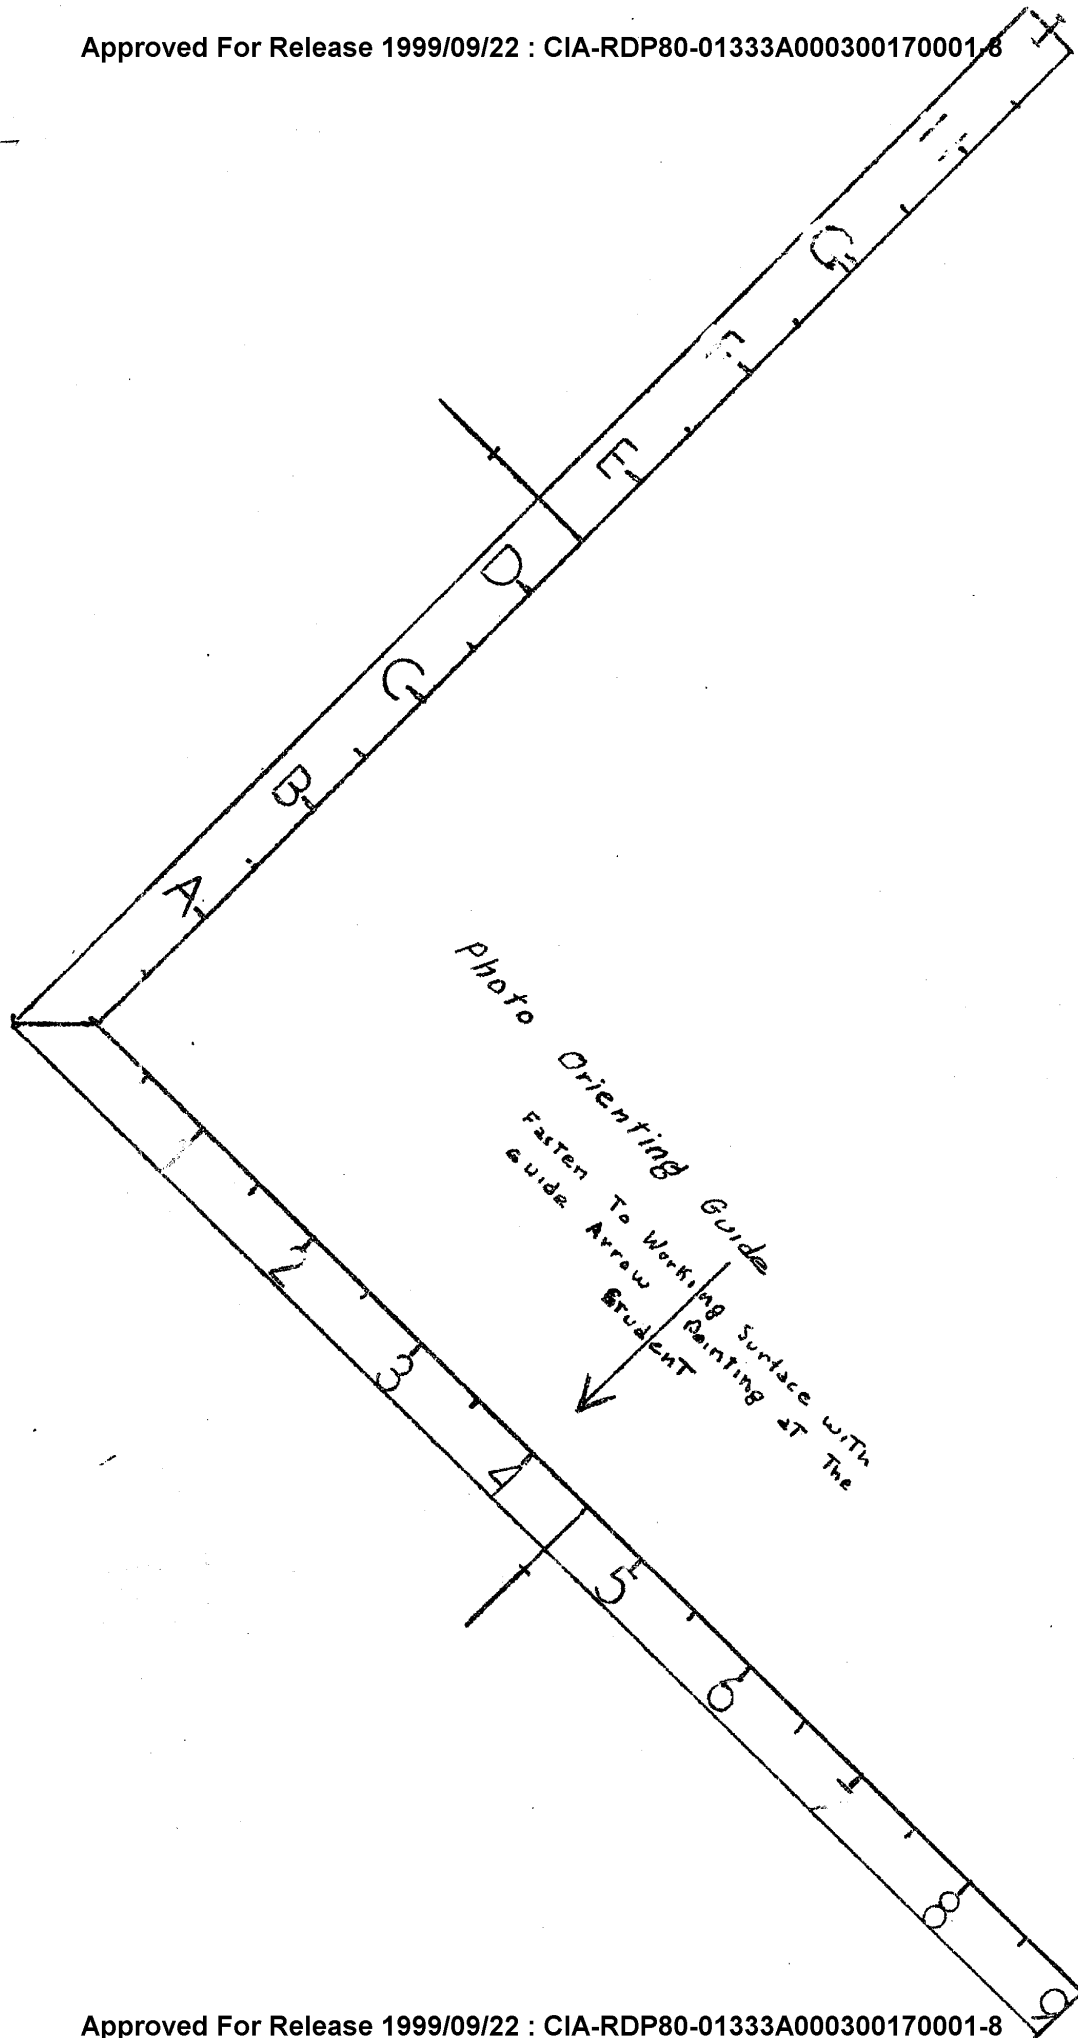 Approved For Release 1999/09/22 : CIA-RDP80-01333A000300170001-8
I
H
G
F
E
D
C
B
A
Photo Orienting Guide
Fasten To Working Surface with
Guide Arrow Pointing at The
Student
1
2
3
4
5
6
7
8
9
Approved For Release 1999/09/22 : CIA-RDP80-01333A000300170001-8